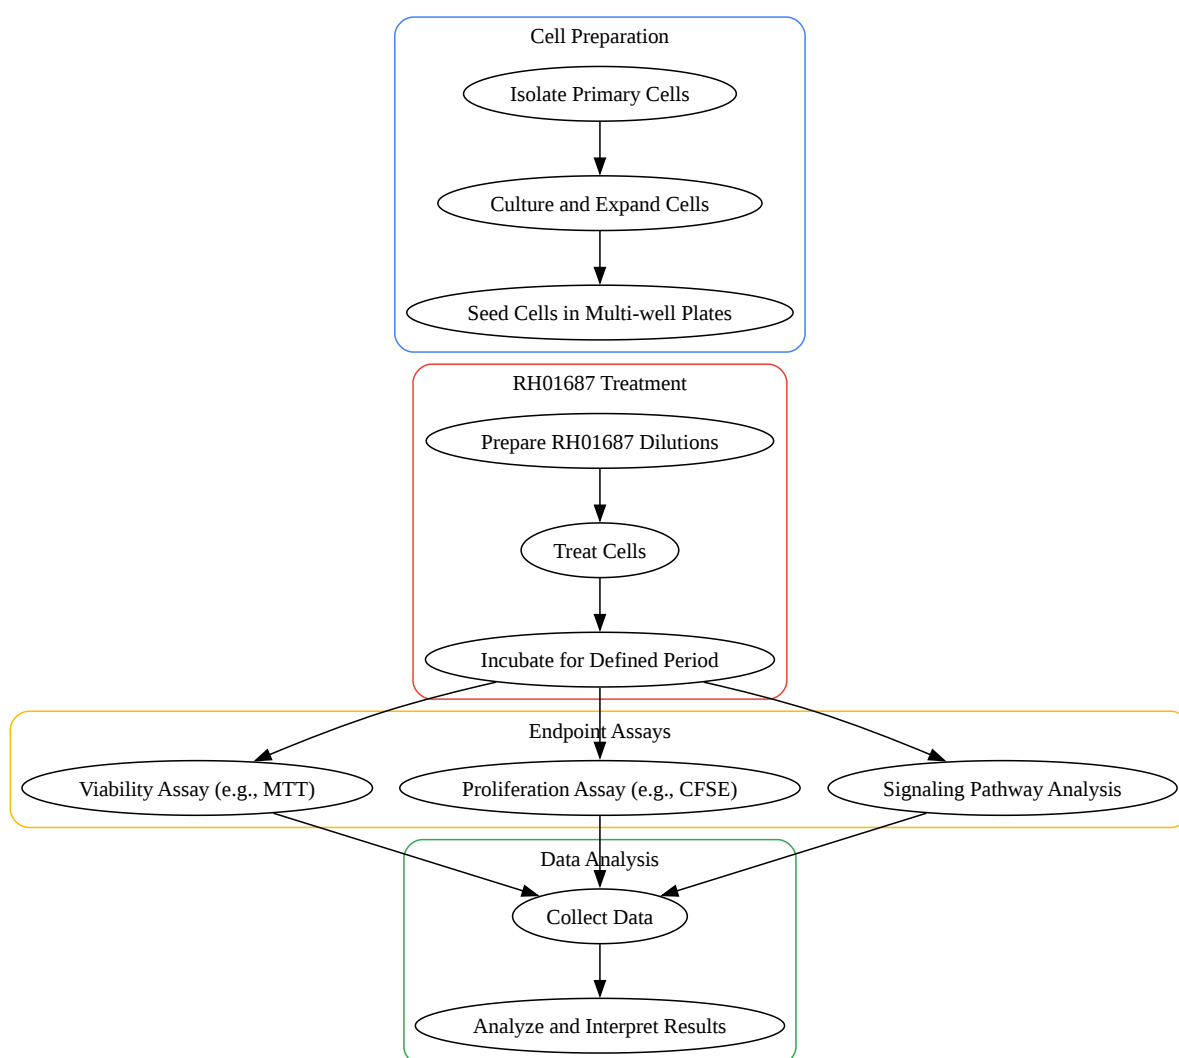 Cell Preparation
Isolate Primary Cells
Culture and Expand Cells
Seed Cells in Multi-well Plates
RH01687 Treatment
Prepare RH01687 Dilutions
Treat Cells
Incubate for Defined Period
Endpoint Assays
Viability Assay (e.g., MTT)
Proliferation Assay (e.g., CFSE)
Signaling Pathway Analysis
Data Analysis
Collect Data
Analyze and Interpret Results